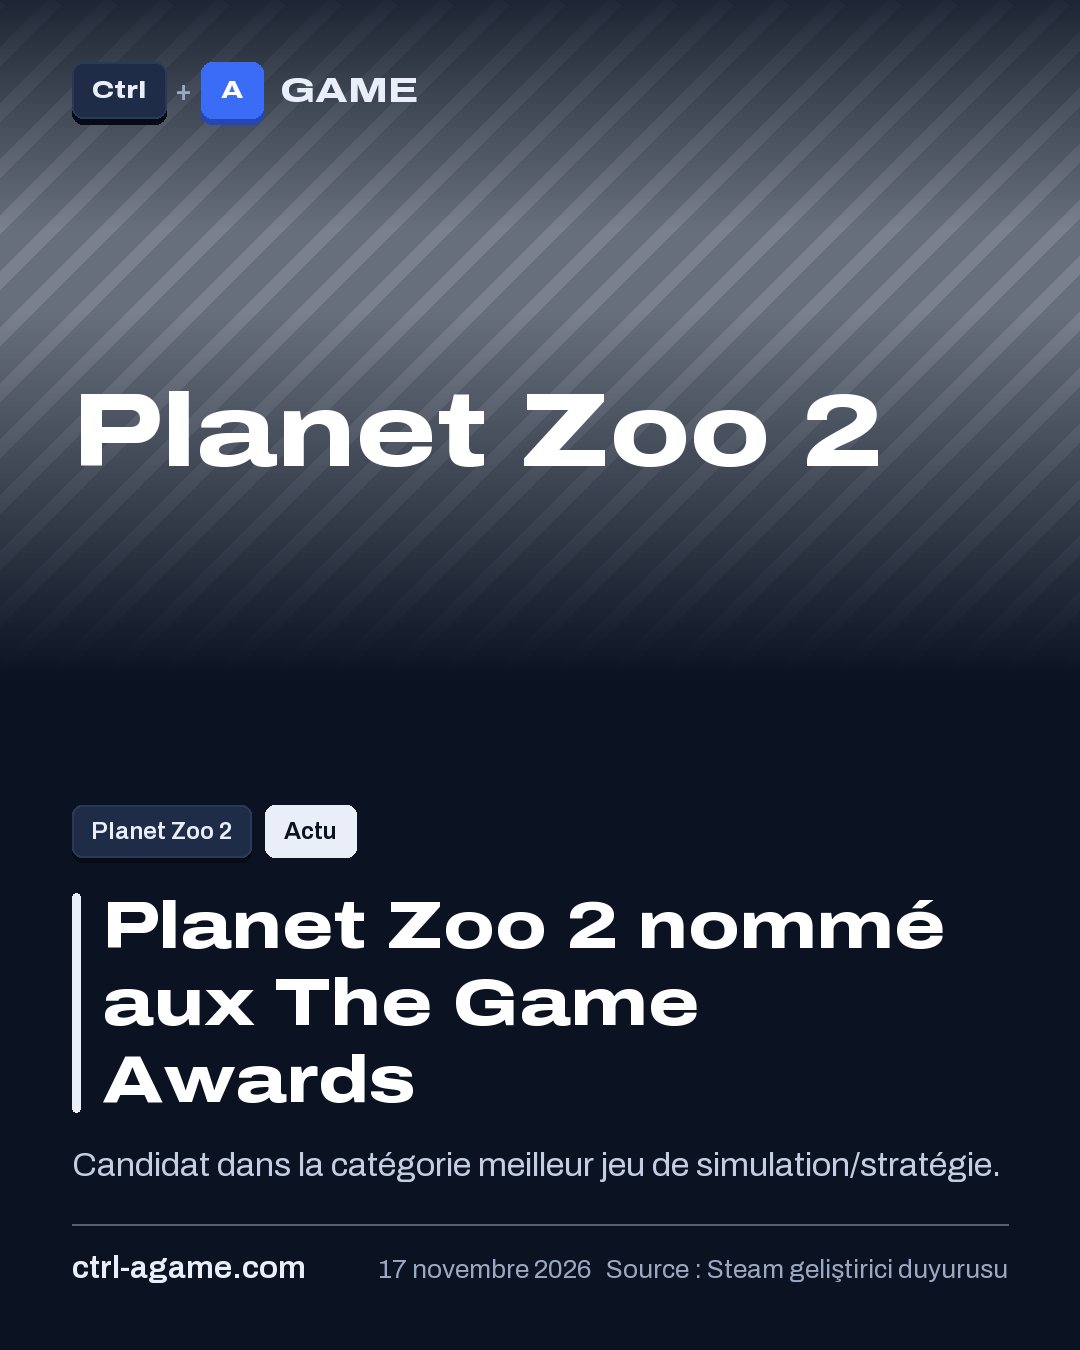 Ctrl + A GAME
Planet Zoo 2
Planet Zoo 2 Actu
Planet Zoo 2 nommé
aux The Game
Awards
Candidat dans la catégorie meilleur jeu de simulation/stratégie.
ctrl-agame.com 17 novembre 2026 Source : Steam geliştirici duyurusu